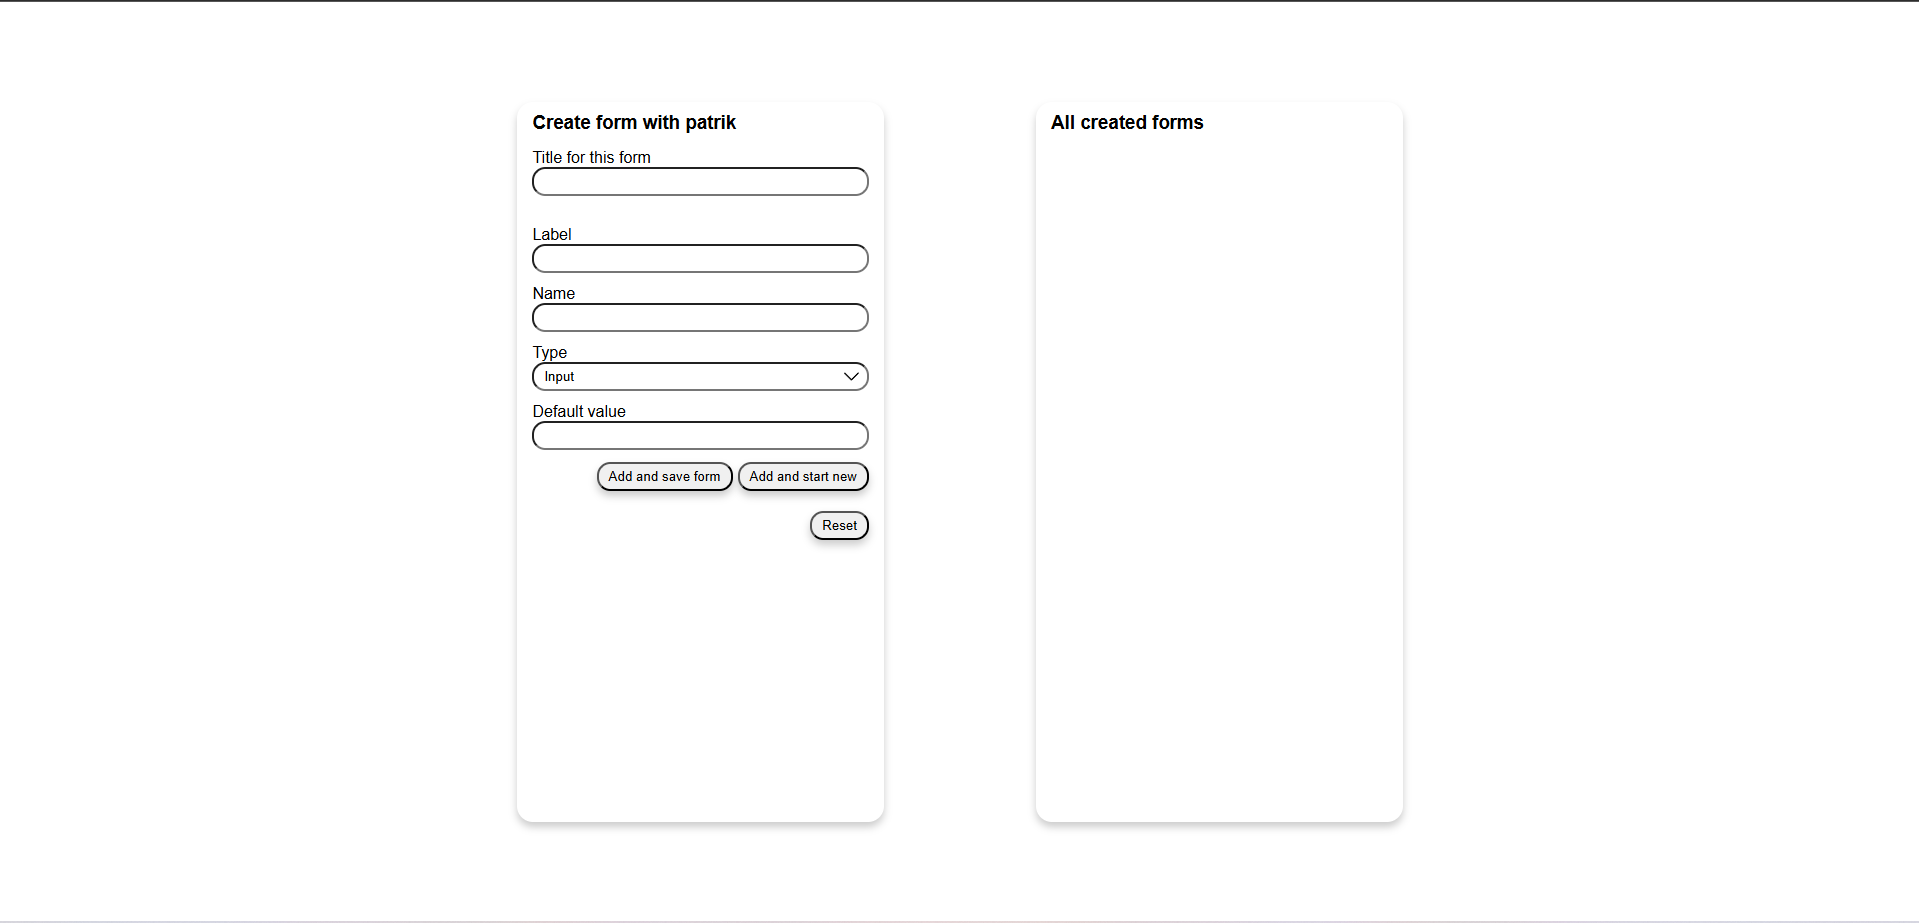 Create form with patrik
Title for this form
Label
Name
Type
Input
Default value
Add and save form
Add and start new
Reset
All created forms